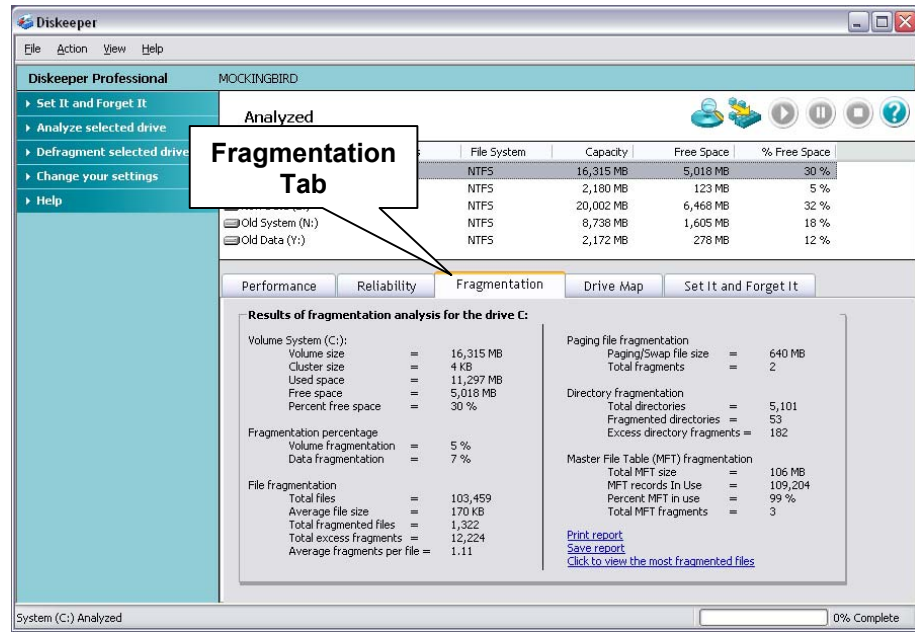 Diskeeper
File Action View Help
Diskeeper Professional MOCKINGBIRD
Set It and Forget It
Analyze selected drive
Defragment selected drive
Change your settings
Help
Analyzed
Fragmentation
Tab
File System Capacity Free Space % Free Space
NTFS 16,315 MB 5,018 MB 30 %
NTFS 2,180 MB 123 MB 5 %
NTFS 20,002 MB 6,468 MB 32 %
Old System (N:) NTFS 8,738 MB 1,605 MB 18 %
Old Data (Y:) NTFS 2,172 MB 278 MB 12 %
Performance Reliability Fragmentation Drive Map Set It and Forget It
Results of fragmentation analysis for the drive C:
Volume System (C:):
Volume size = 16,315 MB
Cluster size = 4 KB
Used space = 11,297 MB
Free space = 5,018 MB
Percent free space = 30 %
Fragmentation percentage
Volume fragmentation = 5 %
Data fragmentation = 7 %
File fragmentation
Total files = 103,459
Average file size = 170 KB
Total fragmented files = 1,322
Total excess fragments = 12,224
Average fragments per file = 1.11
Paging file fragmentation
Paging/Swap file size = 640 MB
Total fragments = 2
Directory fragmentation
Total directories = 5,101
Fragmented directories = 53
Excess directory fragments = 182
Master File Table (MFT) fragmentation
Total MFT size = 106 MB
MFT records In Use = 109,204
Percent MFT in use = 99 %
Total MFT fragments = 3
Print report
Save report
Click to view the most fragmented files
System (C:) Analyzed 0% Complete